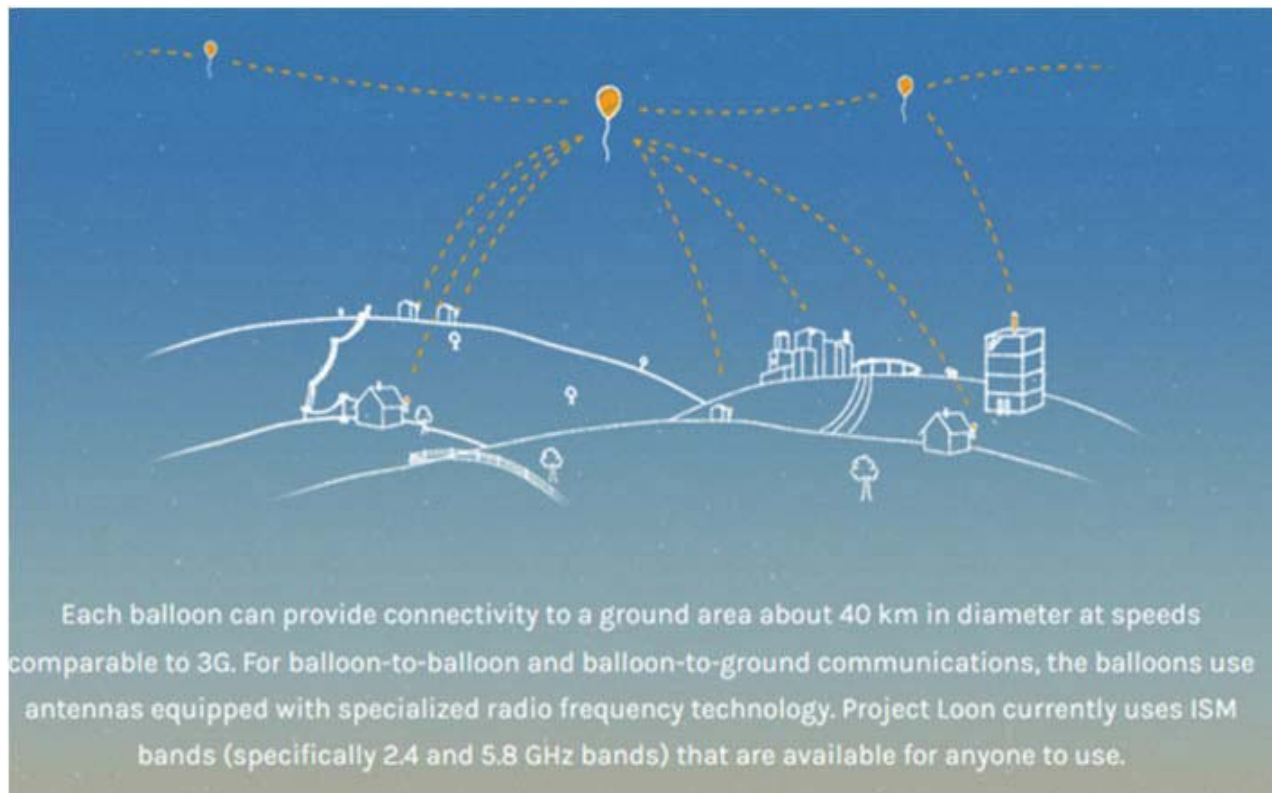 Each balloon can provide connectivity to a ground area about 40 km in diameter at speeds
comparable to 3G. For balloon-to-balloon and balloon-to-ground communications, the balloons use
antennas equipped with specialized radio frequency technology. Project Loon currently uses ISM
bands (specifically 2.4 and 5.8 GHz bands) that are available for anyone to use.